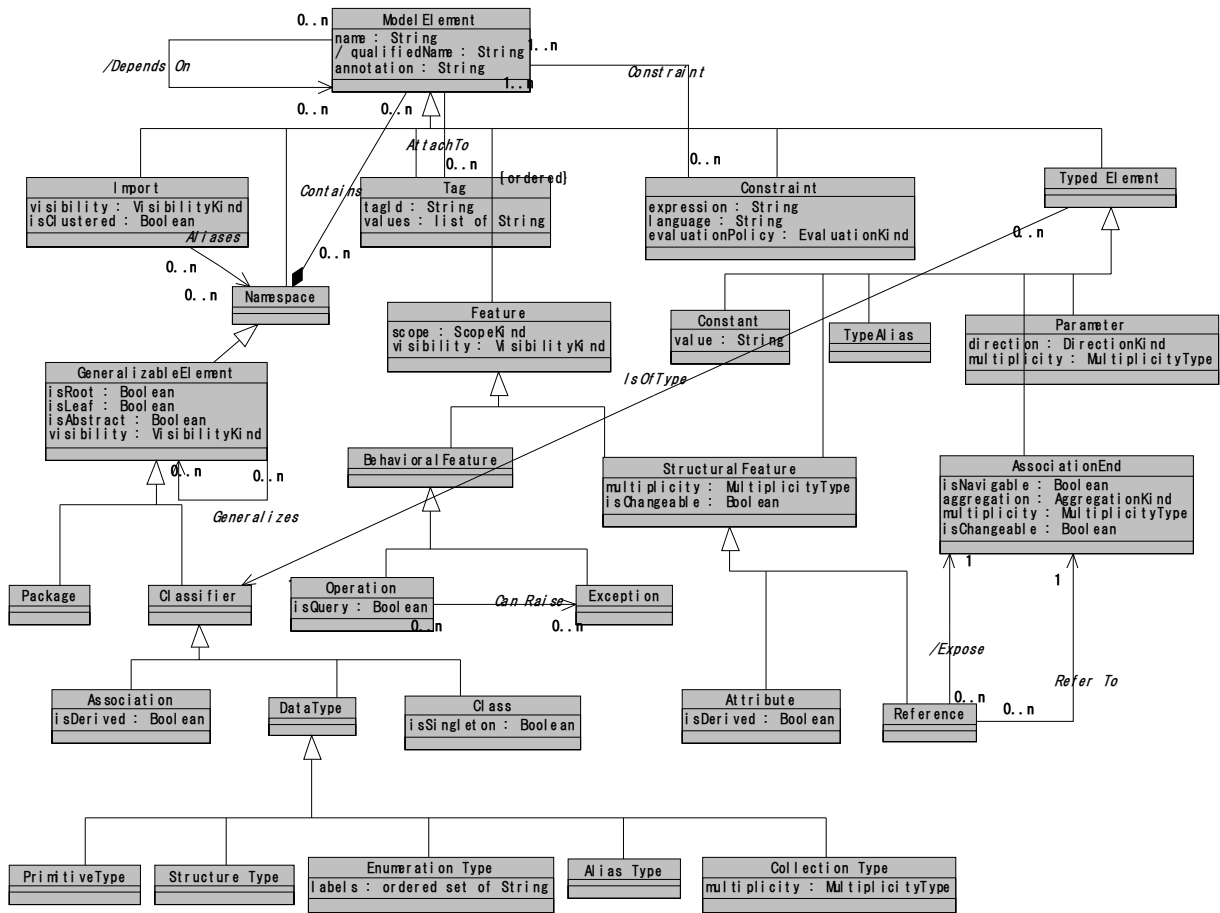 0..n
Model Element
name : String
/ qualifiedName : String
annotation : String
1..n
/Depends On
Constraint
1..n
0..n
0..n
AttachTo
0..n
0..n
{ordered}
Import
visibility : VisibilityKind
isClustered : Boolean
Contains
Tag
tagId : String
values : list of String
Constraint
expression : String
language : String
evaluationPolicy : EvaluationKind
Typed Element
Aliases
0..n
0..n
0..n
0..n
Namespace
Feature
scope : ScopeKind
visibility : VisibilityKind
Constant
value : String
TypeAlias
Parameter
direction : DirectionKind
multiplicity : MultiplicityType
GeneralizableElement
isRoot : Boolean
isLeaf : Boolean
isAbstract : Boolean
visibility : VisibilityKind
IsOfType
0..n
0..n
Generalizes
BehavioralFeature
StructuralFeature
multiplicity : MultiplicityType
isChangeable : Boolean
AssociationEnd
isNavigable : Boolean
aggregation : AggregationKind
multiplicity : MultiplicityType
isChangeable : Boolean
1
1
Package
Classifier
Operation
isQuery : Boolean
Can Raise
Exception
0..n
0..n
/Expose
Refer To
Association
isDerived : Boolean
DataType
Class
isSingleton : Boolean
Attribute
isDerived : Boolean
0..n
Reference
0..n
PrimitiveType
Structure Type
Enumeration Type
labels : ordered set of String
Alias Type
Collection Type
multiplicity : MultiplicityType